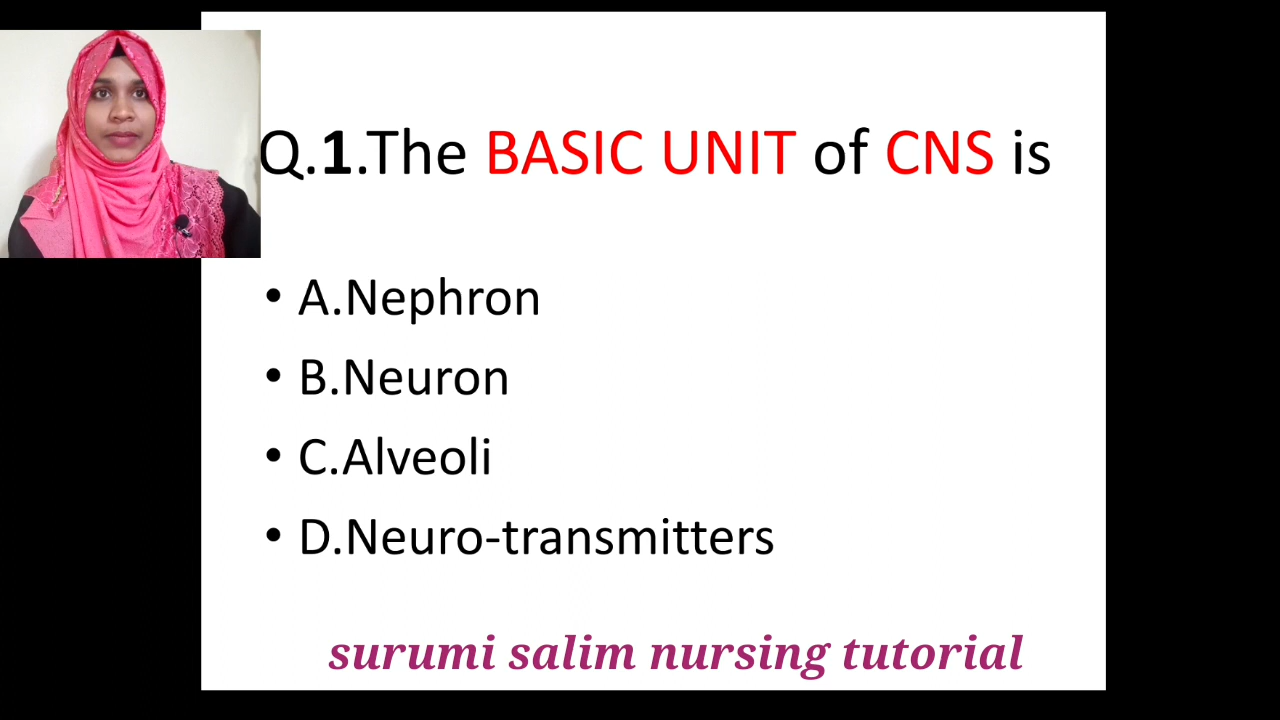 Q.1.The BASIC UNIT of CNS is
• A.Nephron
• B.Neuron
• C.Alveoli
• D.Neuro-transmitters
surumi salim nursing tutorial